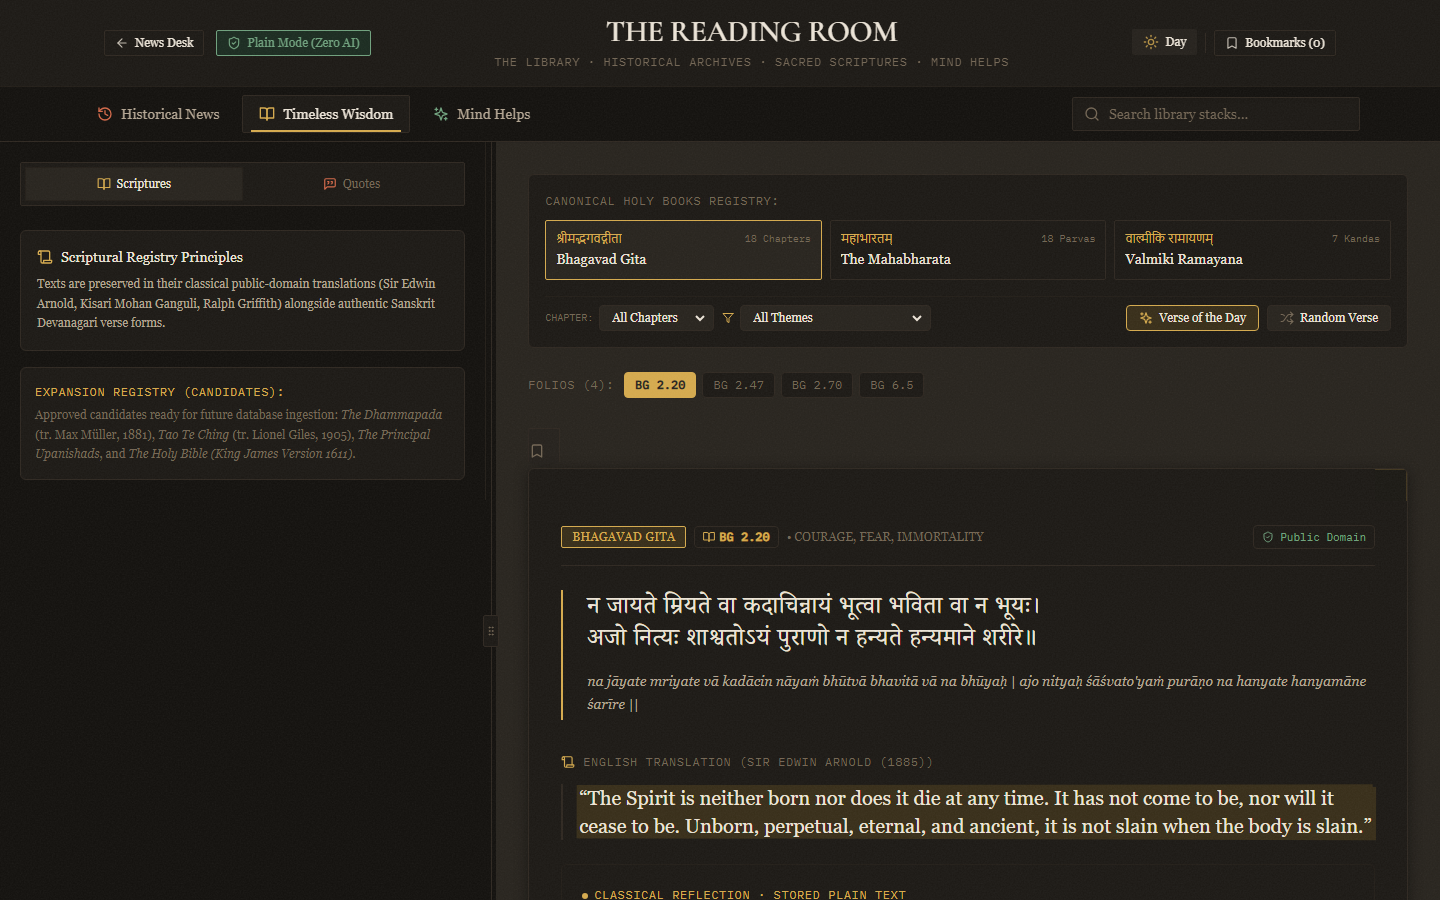 News Desk
Plain Mode (Zero AI)
THE READING ROOM
THE LIBRARY · HISTORICAL ARCHIVES · SACRED SCRIPTURES · MIND HELPS
Day
Bookmarks (0)
Historical News
Timeless Wisdom
Mind Helps
Search library stacks...
Scriptures
Quotes
Scriptural Registry Principles
Texts are preserved in their classical public-domain translations (Sir Edwin
Arnold, Kisari Mohan Ganguli, Ralph Griffith) alongside authentic Sanskrit
Devanagari verse forms.
EXPANSION REGISTRY (CANDIDATES):
Approved candidates ready for future database ingestion: The Dhammapada
(tr. Max Müller, 1881), Tao Te Ching (tr. Lionel Giles, 1905), The Principal
Upanishads, and The Holy Bible (King James Version 1611).
CANONICAL HOLY BOOKS REGISTRY:
श्रीमद्भगवद्गीता
18 Chapters
Bhagavad Gita
महाभारतम्
18 Parvas
The Mahabharata
वाल्मीकि रामायणम्
7 Kandas
Valmiki Ramayana
CHAPTER:
All Chapters
All Themes
Verse of the Day
Random Verse
FOLIOS (4):
BG 2.20
BG 2.47
BG 2.70
BG 6.5
BHAGAVAD GITA
BG 2.20
• COURAGE, FEAR, IMMORTALITY
Public Domain
न जायते म्रियते वा कदाचिन्नायं भूत्वा भविता वा न भूयः।
अजो नित्यः शाश्वतोऽयं पुराणो न हन्यते हन्यमाने शरीरे॥
na jāyate mriyate vā kadācin nāyaṁ bhūtvā bhavitā vā na bhūyaḥ | ajo nityaḥ śāśvato'yaṁ purāṇo na hanyate hanyamāne
śarīre ||
ENGLISH TRANSLATION (SIR EDWIN ARNOLD (1885))
“The Spirit is neither born nor does it die at any time. It has not come to be, nor will it
cease to be. Unborn, perpetual, eternal, and ancient, it is not slain when the body is slain.”
CLASSICAL REFLECTION · STORED PLAIN TEXT